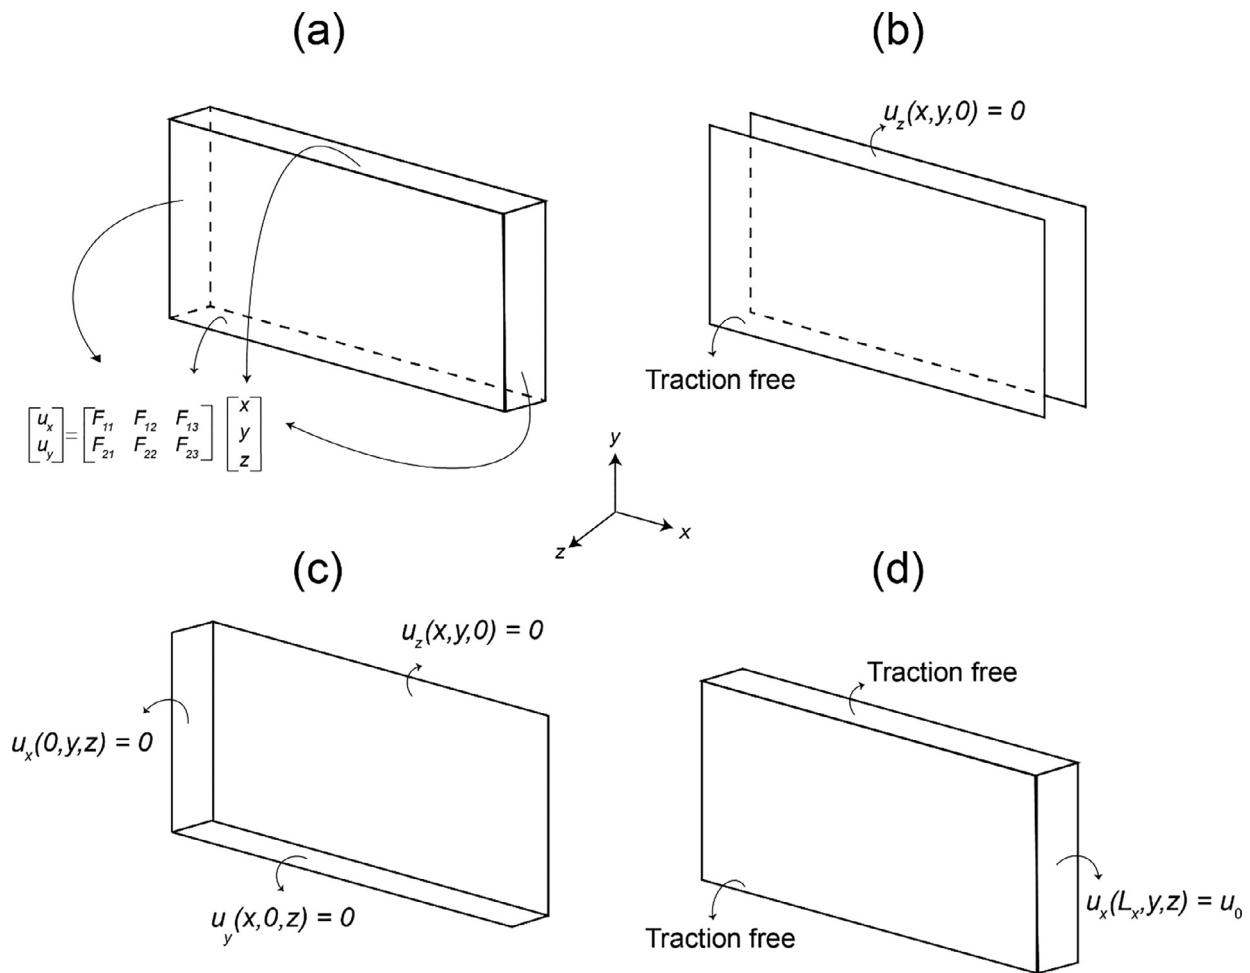 (a)
(b)
u_z(x,y,0) = 0
Traction free
[u_x u_y] = [F_11 F_12 F_13 F_21 F_22 F_23] [x y z]
y
x
z
(c)
(d)
u_z(x,y,0) = 0
u_x(0,y,z) = 0
u_y(x,0,z) = 0
Traction free
u_x(L_x,y,z) = u_0
Traction free